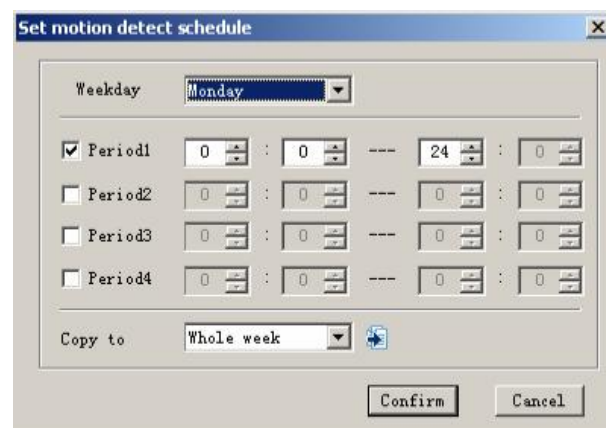 Set motion detect schedule
Weekday Monday
Period1 0 : 0 --- 24 : 0
Period2 0 : 0 --- 0 : 0
Period3 0 : 0 --- 0 : 0
Period4 0 : 0 --- 0 : 0
Copy to Whole week
Confirm Cancel